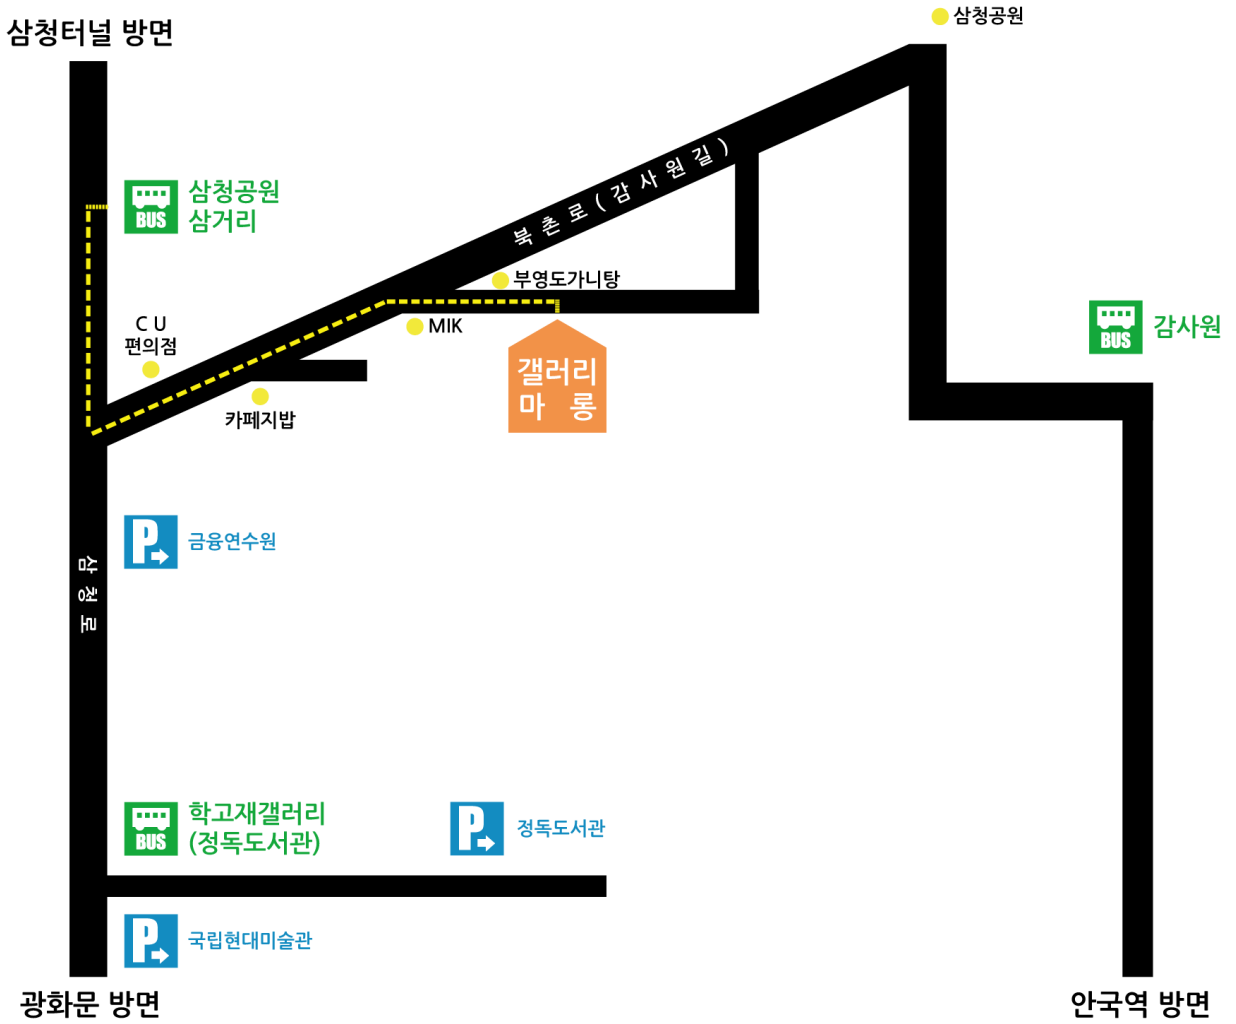 삼청터널 방면
삼청공원
BUS
삼청공원
삼거리
북촌로(감사원길)
부영도가니탕
MIK
C U
편의점
카페지밥
갤러리
마 롱
BUS
감사원
P
금융연수원
삼청로
BUS
학고재갤러리
(정독도서관)
P
정독도서관
P
국립현대미술관
광화문 방면
안국역 방면